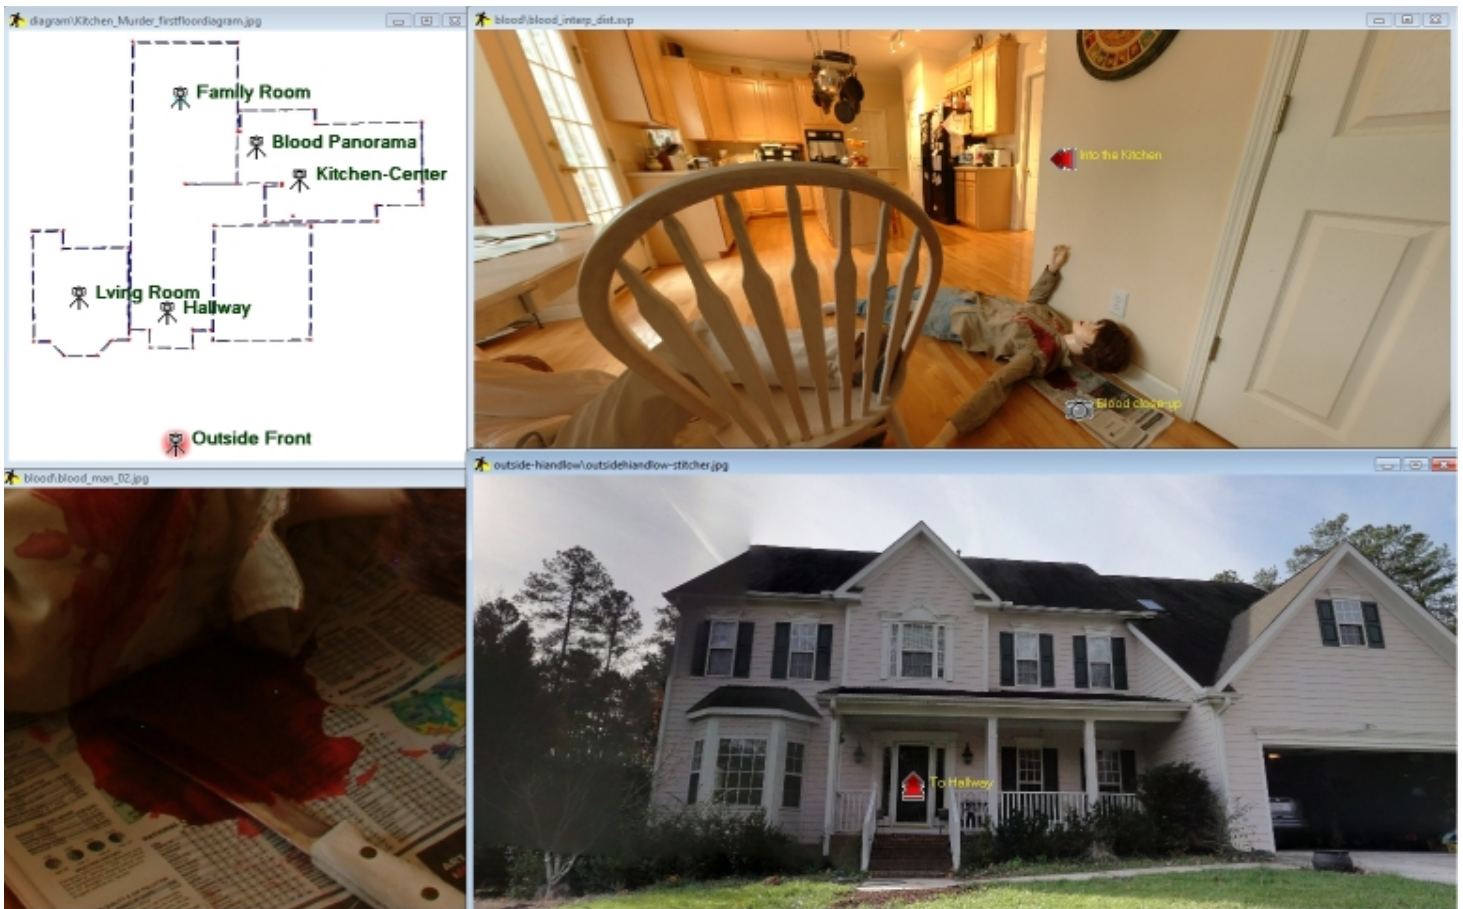 diagram\Kitchen_Murder_firstfloordiagram.jpg
Family Room
Blood Panorama
Kitchen-Center
Lving Room
Hallway
Outside Front
blood\blood_interp_dist.svp
Into the Kitchen
Blood close-up
blood\blood_man_02.jpg
outside-hiandlow\outsidehiandlow-stitcher.jpg
To Hallway